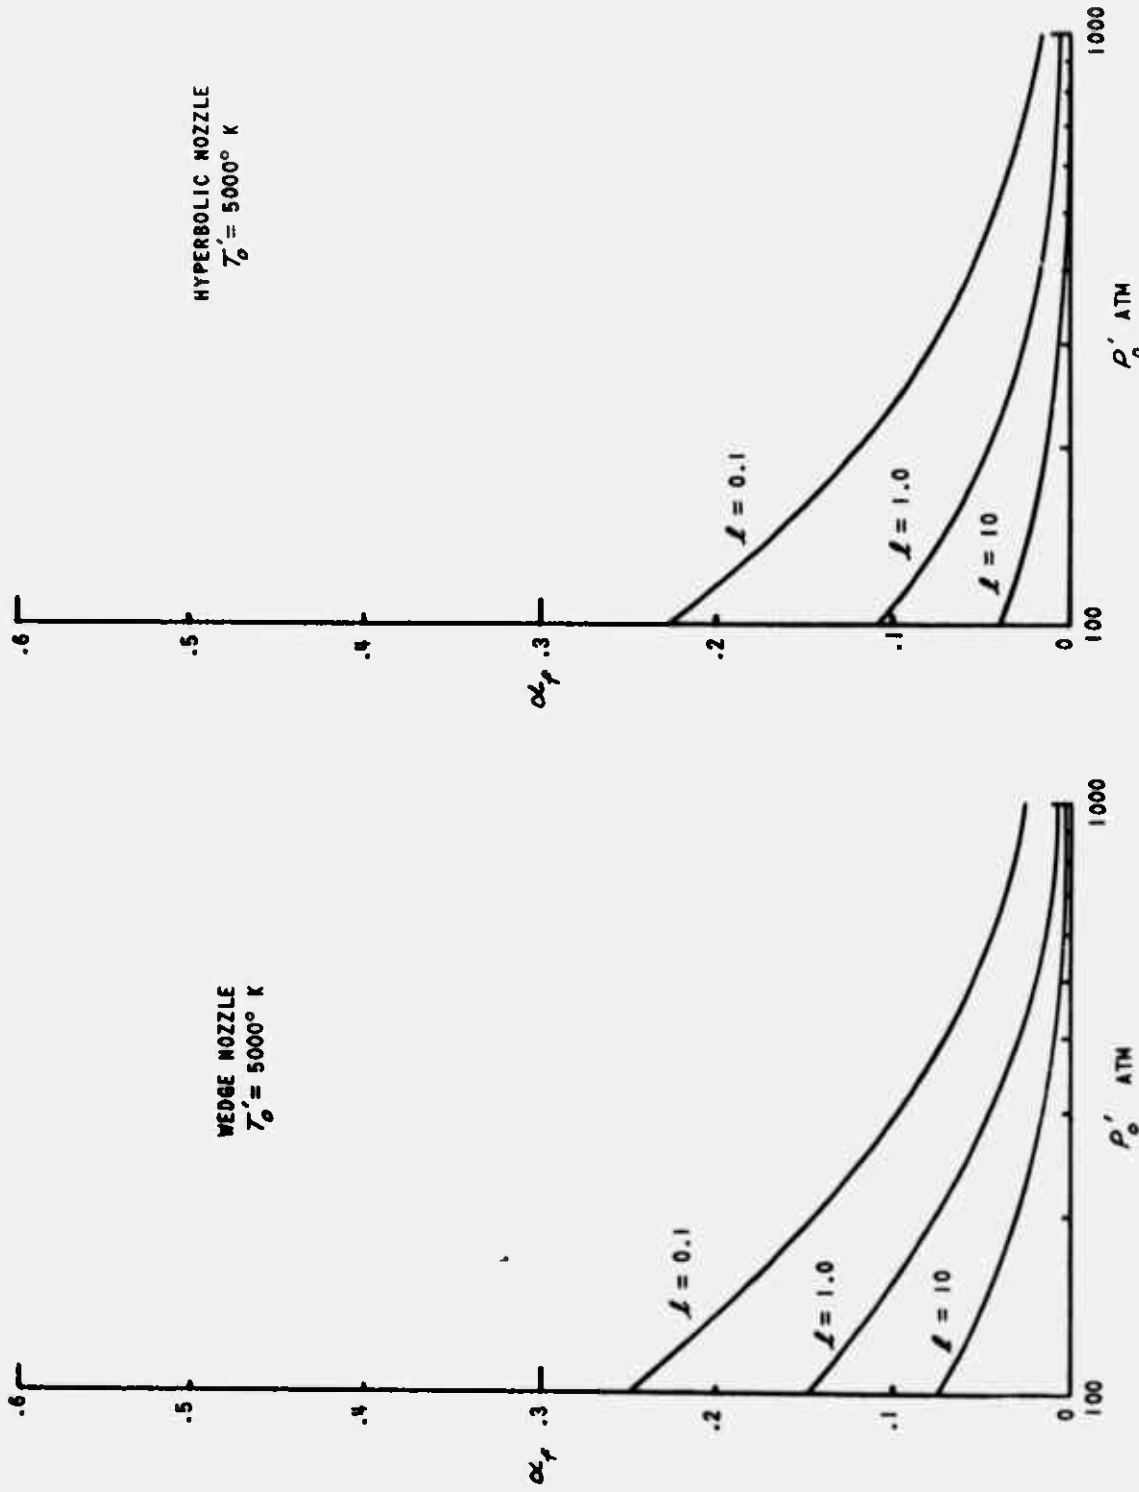 WEDGE NOZZLE
T₀′ = 5000° K
α_f
.6
.5
.4
.3
.2
.1
0
ℓ = 0.1
ℓ = 1.0
ℓ = 10
100
1000
P₀′ ATM
HYPERBOLIC NOZZLE
T₀′ = 5000° K
α_f
.6
.5
.4
.3
.2
.1
0
ℓ = 0.1
ℓ = 1.0
ℓ = 10
100
1000
P₀′ ATM